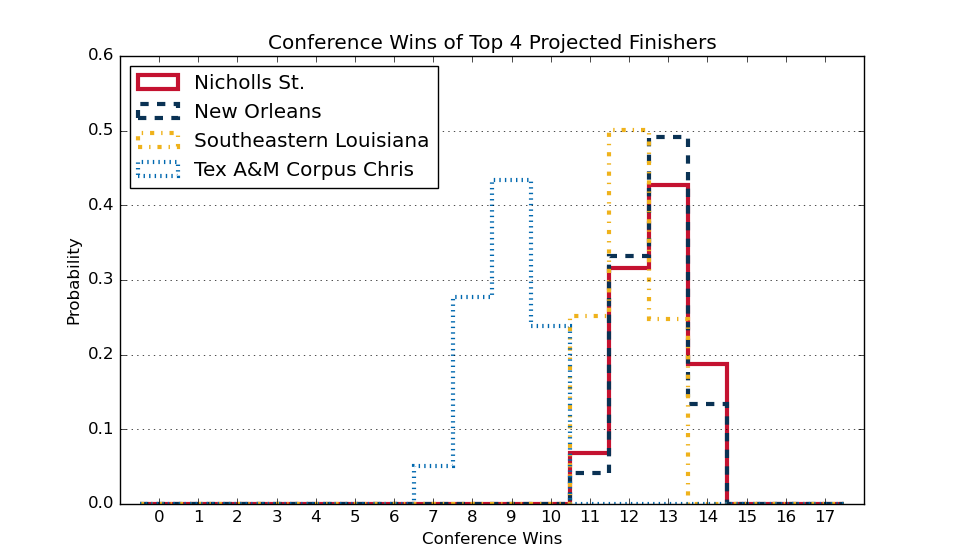 Conference Wins of Top 4 Projected Finishers
0.6
0.5
0.4
0.3
0.2
0.1
0.0
Probability
Nicholls St.
New Orleans
Southeastern Louisiana
Tex A&M Corpus Chris
0 1 2 3 4 5 6 7 8 9 10 11 12 13 14 15 16 17
Conference Wins